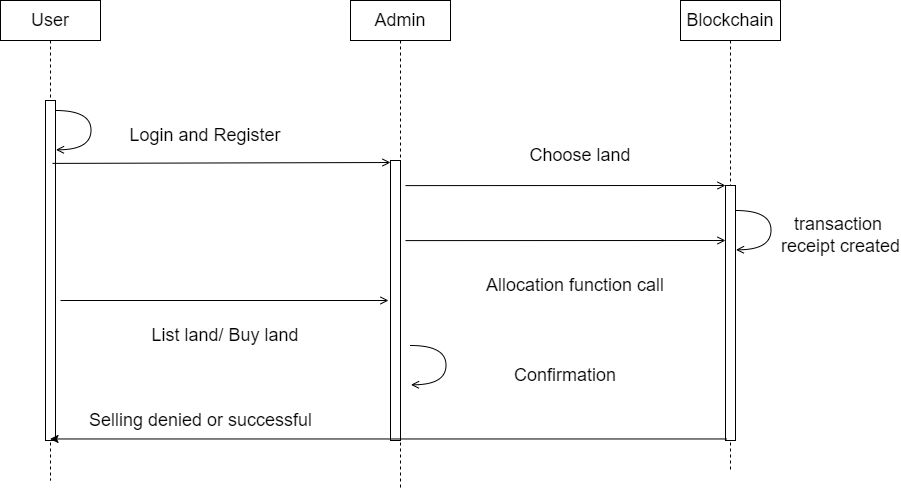 User
Admin
Blockchain
Login and Register
Choose land
transaction
receipt created
Allocation function call
List land/ Buy land
Confirmation
Selling denied or successful